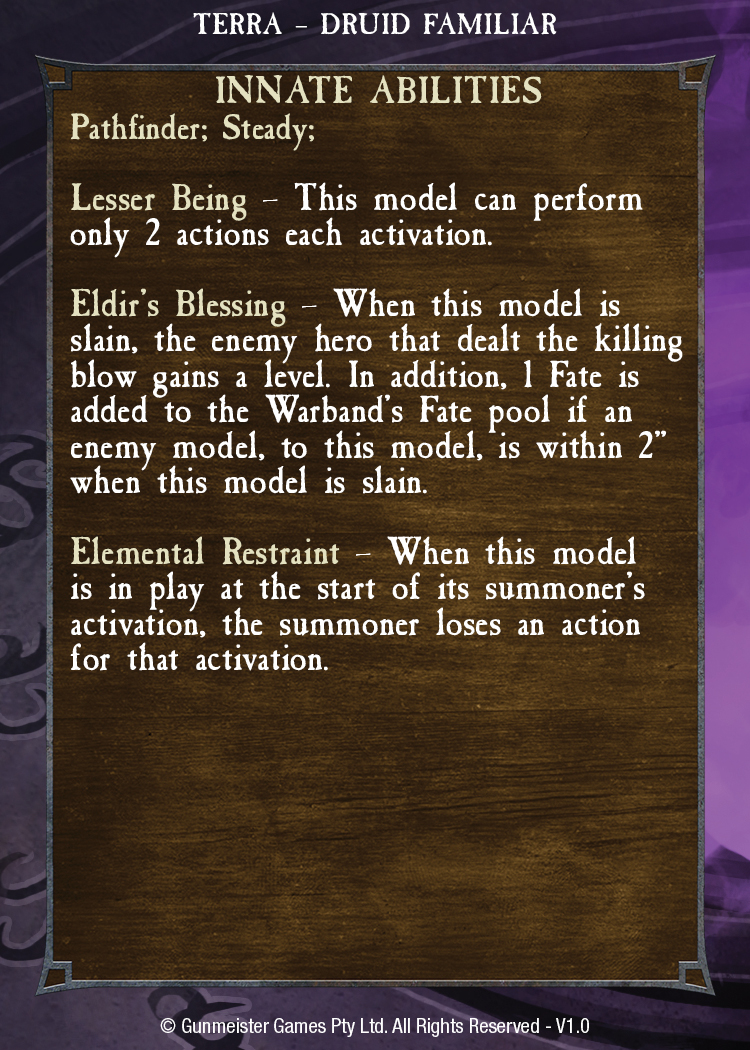 TERRA – DRUID FAMILIAR
INNATE ABILITIES
Pathfinder; Steady;
Lesser Being – This model can perform
only 2 actions each activation.
Eldir's Blessing – When this model is
slain, the enemy hero that dealt the killing
blow gains a level. In addition, 1 Fate is
added to the Warband's Fate pool if an
enemy model, to this model, is within 2"
when this model is slain.
Elemental Restraint – When this model
is in play at the start of its summoner's
activation, the summoner loses an action
for that activation.
© Gunmeister Games Pty Ltd. All Rights Reserved - V1.0